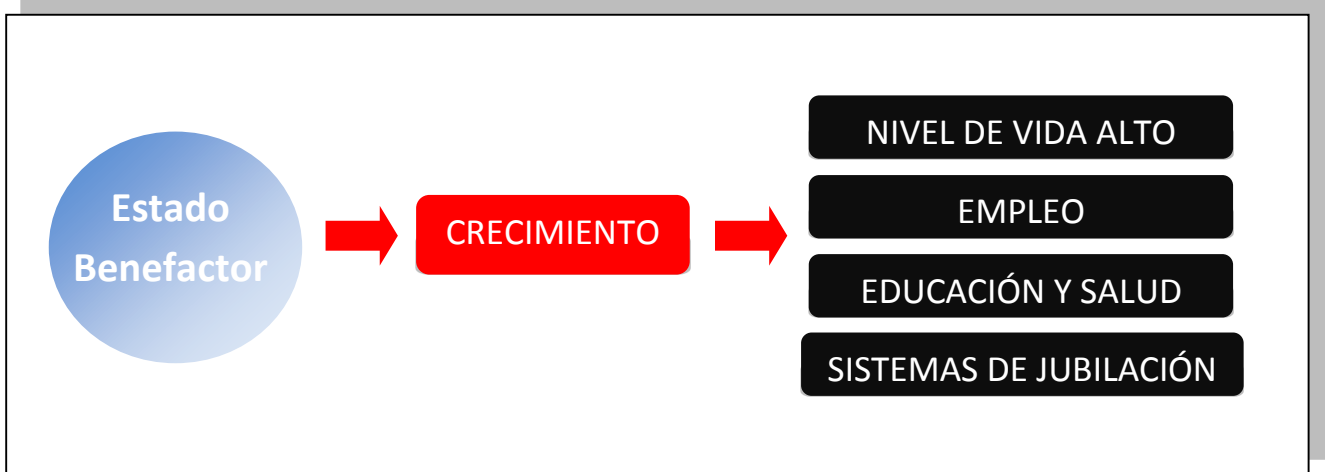 Estado
Benefactor
CRECIMIENTO
NIVEL DE VIDA ALTO
EMPLEO
EDUCACIÓN Y SALUD
SISTEMAS DE JUBILACIÓN